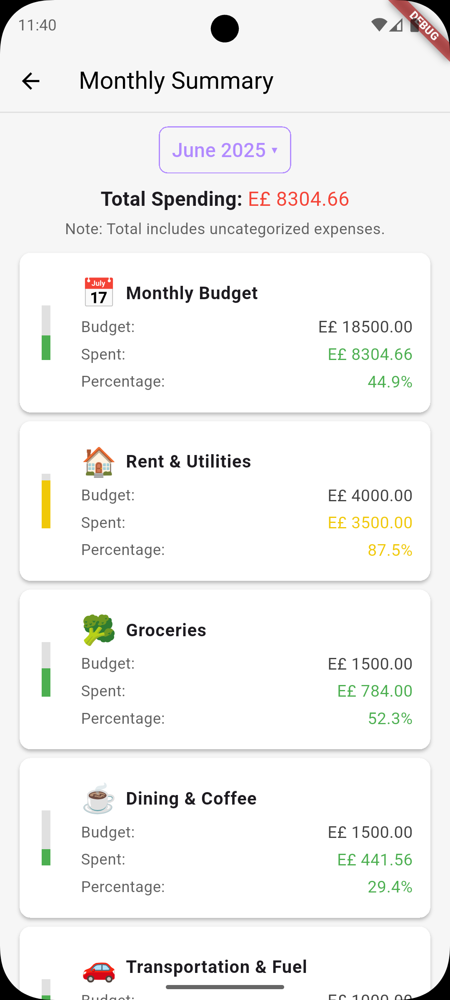 11:40
DEBUG
Monthly Summary
June 2025 ▾
Total Spending: E£ 8304.66
Note: Total includes uncategorized expenses.
July
17
Monthly Budget
Budget: E£ 18500.00
Spent: E£ 8304.66
Percentage: 44.9%
Rent & Utilities
Budget: E£ 4000.00
Spent: E£ 3500.00
Percentage: 87.5%
Groceries
Budget: E£ 1500.00
Spent: E£ 784.00
Percentage: 52.3%
Dining & Coffee
Budget: E£ 1500.00
Spent: E£ 441.56
Percentage: 29.4%
Transportation & Fuel
Budget: E£ 1000.00